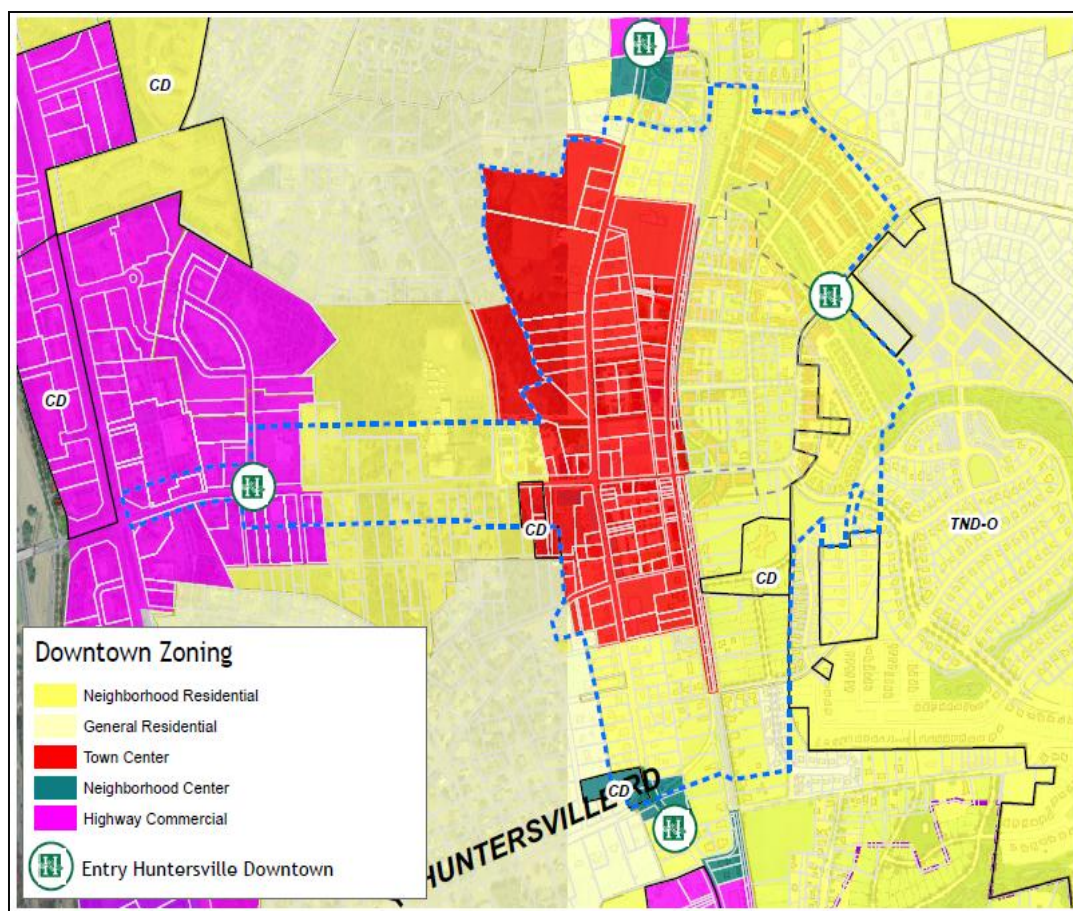 CD
CD
CD
CD
TND-O
CD
HUNTERSVILLE RD
Downtown Zoning
Neighborhood Residential
General Residential
Town Center
Neighborhood Center
Highway Commercial
Entry Huntersville Downtown